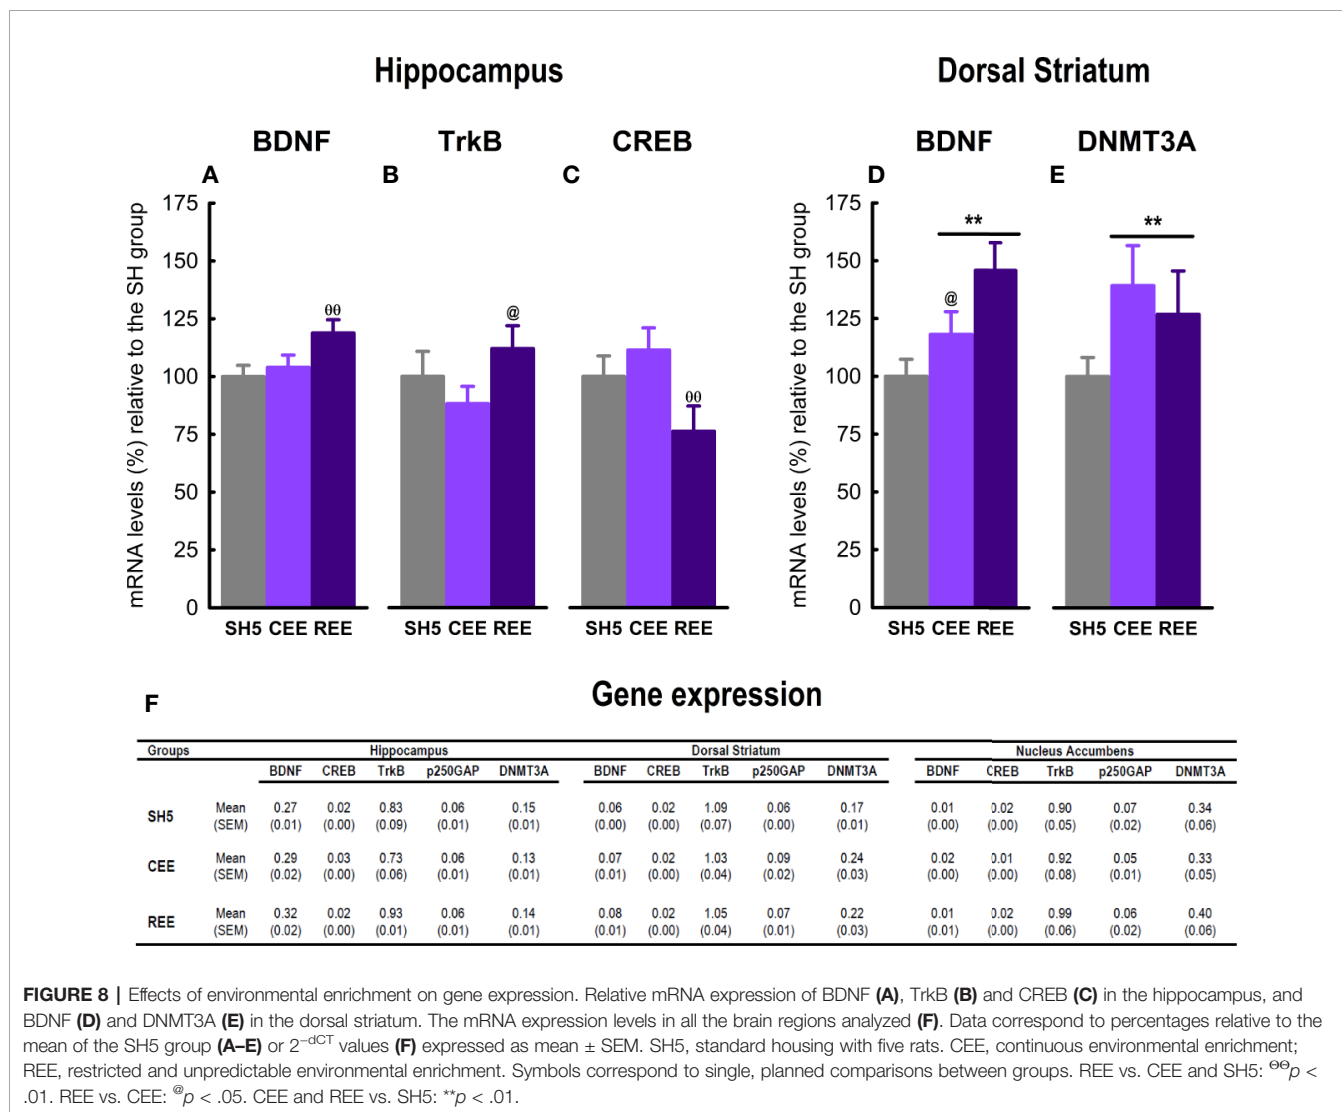 Hippocampus Dorsal Striatum
BDNF TrkB CREB BDNF DNMT3A
A B C D E
mRNA levels (%) relative to the SH group
175
150
125
100
75
50
25
0
θθ
@
θθ
SH5 CEE REE SH5 CEE REE SH5 CEE REE
mRNA levels (%) relative to the SH group
175
150
125
100
75
50
25
0
**
@
**
SH5 CEE REE SH5 CEE REE
F Gene expression
Groups Hippocampus Dorsal Striatum Nucleus Accumbens
BDNF CREB TrkB p250GAP DNMT3A BDNF CREB TrkB p250GAP DNMT3A BDNF CREB TrkB p250GAP DNMT3A
SH5 Mean 0.27 0.02 0.83 0.06 0.15 0.06 0.02 1.09 0.06 0.17 0.01 0.02 0.90 0.07 0.34
(SEM) (0.01) (0.00) (0.09) (0.01) (0.01) (0.00) (0.00) (0.07) (0.00) (0.01) (0.00) (0.00) (0.05) (0.02) (0.06)
CEE Mean 0.29 0.03 0.73 0.06 0.13 0.07 0.02 1.03 0.09 0.24 0.02 0.01 0.92 0.05 0.33
(SEM) (0.02) (0.00) (0.06) (0.01) (0.01) (0.01) (0.00) (0.04) (0.02) (0.03) (0.00) (0.00) (0.08) (0.01) (0.05)
REE Mean 0.32 0.02 0.93 0.06 0.14 0.08 0.02 1.05 0.07 0.22 0.01 0.02 0.99 0.06 0.40
(SEM) (0.02) (0.00) (0.01) (0.01) (0.01) (0.01) (0.00) (0.04) (0.01) (0.03) (0.01) (0.00) (0.06) (0.02) (0.06)
FIGURE 8 | Effects of environmental enrichment on gene expression. Relative mRNA expression of BDNF (A), TrkB (B) and CREB (C) in the hippocampus, and
BDNF (D) and DNMT3A (E) in the dorsal striatum. The mRNA expression levels in all the brain regions analyzed (F). Data correspond to percentages relative to the
mean of the SH5 group (A–E) or 2⁻ᵈᶜᵀ values (F) expressed as mean ± SEM. SH5, standard housing with five rats. CEE, continuous environmental enrichment;
REE, restricted and unpredictable environmental enrichment. Symbols correspond to single, planned comparisons between groups. REE vs. CEE and SH5: ΘΘp <
.01. REE vs. CEE: @p < .05. CEE and REE vs. SH5: **p < .01.